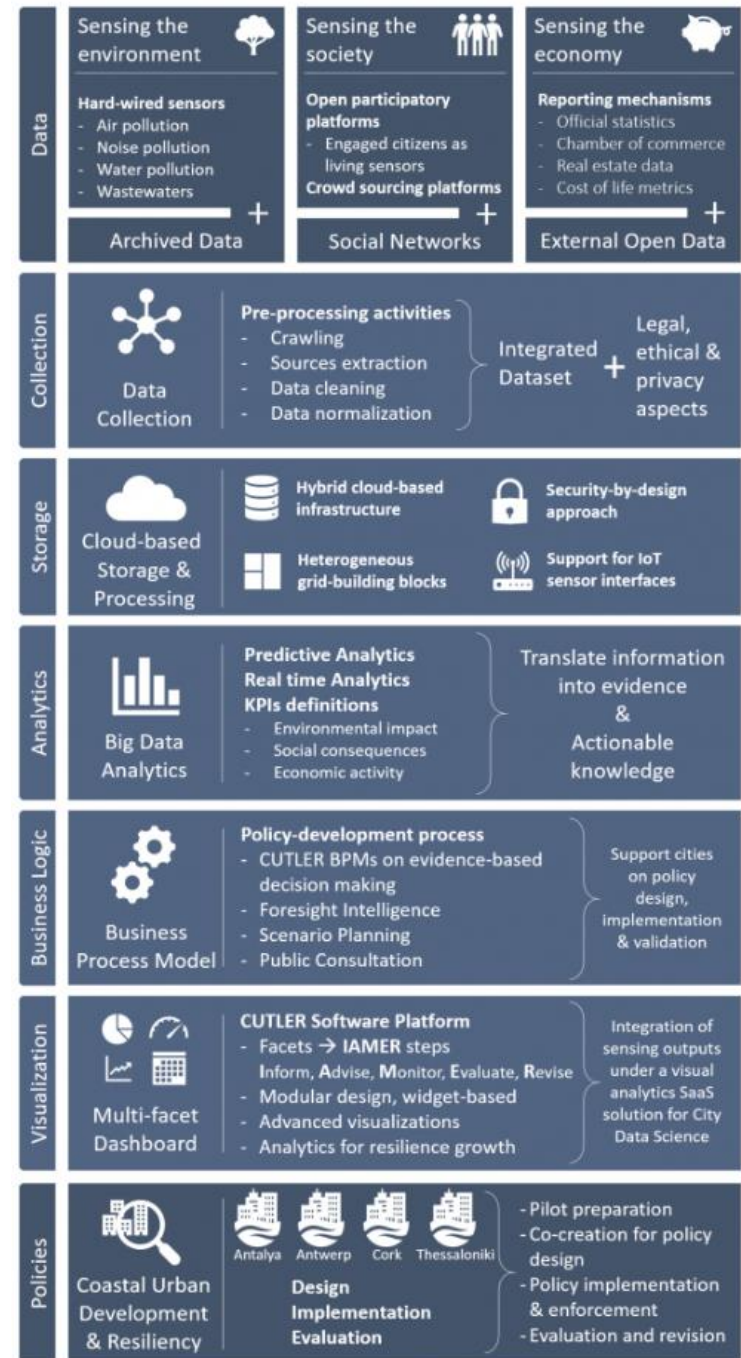 Data
Sensing the
environment
Hard-wired sensors
- Air pollution
- Noise pollution
- Water pollution
- Wastewaters
+
Archived Data
Sensing the
society
Open participatory
platforms
- Engaged citizens as
living sensors
Crowd sourcing platforms
+
Social Networks
Sensing the
economy
Reporting mechanisms
- Official statistics
- Chamber of commerce
- Real estate data
- Cost of life metrics
+
External Open Data
Collection
Data
Collection
Pre-processing activities
- Crawling
- Sources extraction
- Data cleaning
- Data normalization
Integrated
Dataset
+
Legal,
ethical &
privacy
aspects
Storage
Cloud-based
Storage &
Processing
Hybrid cloud-based
infrastructure
Security-by-design
approach
Heterogeneous
grid-building blocks
Support for IoT
sensor interfaces
Analytics
Big Data
Analytics
Predictive Analytics
Real time Analytics
KPIs definitions
- Environmental impact
- Social consequences
- Economic activity
Translate information
into evidence
&
Actionable
knowledge
Business Logic
Business
Process Model
Policy-development process
- CUTLER BPMs on evidence-based
decision making
- Foresight Intelligence
- Scenario Planning
- Public Consultation
Support cities
on policy
design,
implementation
& validation
Visualization
Multi-facet
Dashboard
CUTLER Software Platform
- Facets → IAMER steps
Inform, Advise, Monitor, Evaluate, Revise
- Modular design, widget-based
- Advanced visualizations
- Analytics for resilience growth
Integration of
sensing outputs
under a visual
analytics SaaS
solution for City
Data Science
Policies
Coastal Urban
Development
& Resiliency
Antalya Antwerp Cork Thessaloniki
Design
Implementation
Evaluation
- Pilot preparation
- Co-creation for policy
design
- Policy implementation
& enforcement
- Evaluation and revision